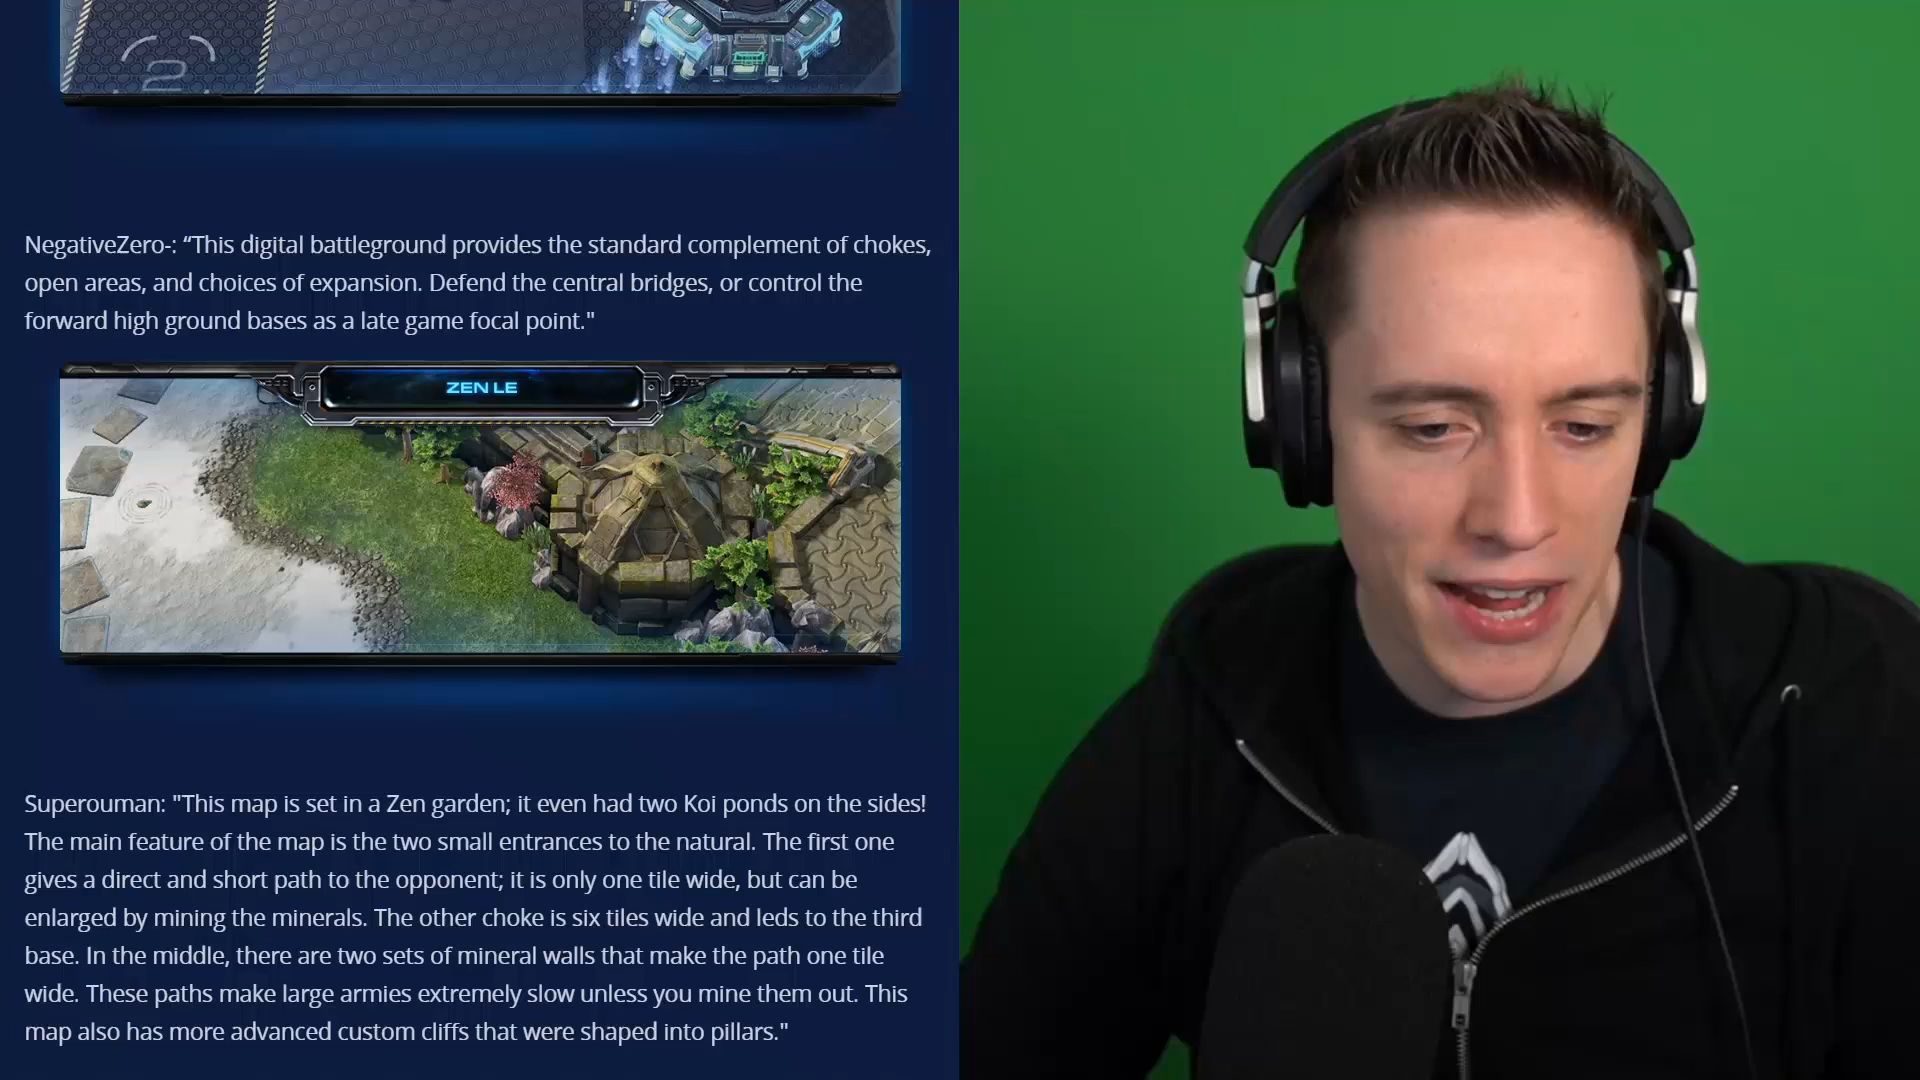 2
NegativeZero-: “This digital battleground provides the standard complement of chokes,
open areas, and choices of expansion. Defend the central bridges, or control the
forward high ground bases as a late game focal point."
ZEN LE
Superouman: "This map is set in a Zen garden; it even had two Koi ponds on the sides!
The main feature of the map is the two small entrances to the natural. The first one
gives a direct and short path to the opponent; it is only one tile wide, but can be
enlarged by mining the minerals. The other choke is six tiles wide and leds to the third
base. In the middle, there are two sets of mineral walls that make the path one tile
wide. These paths make large armies extremely slow unless you mine them out. This
map also has more advanced custom cliffs that were shaped into pillars."